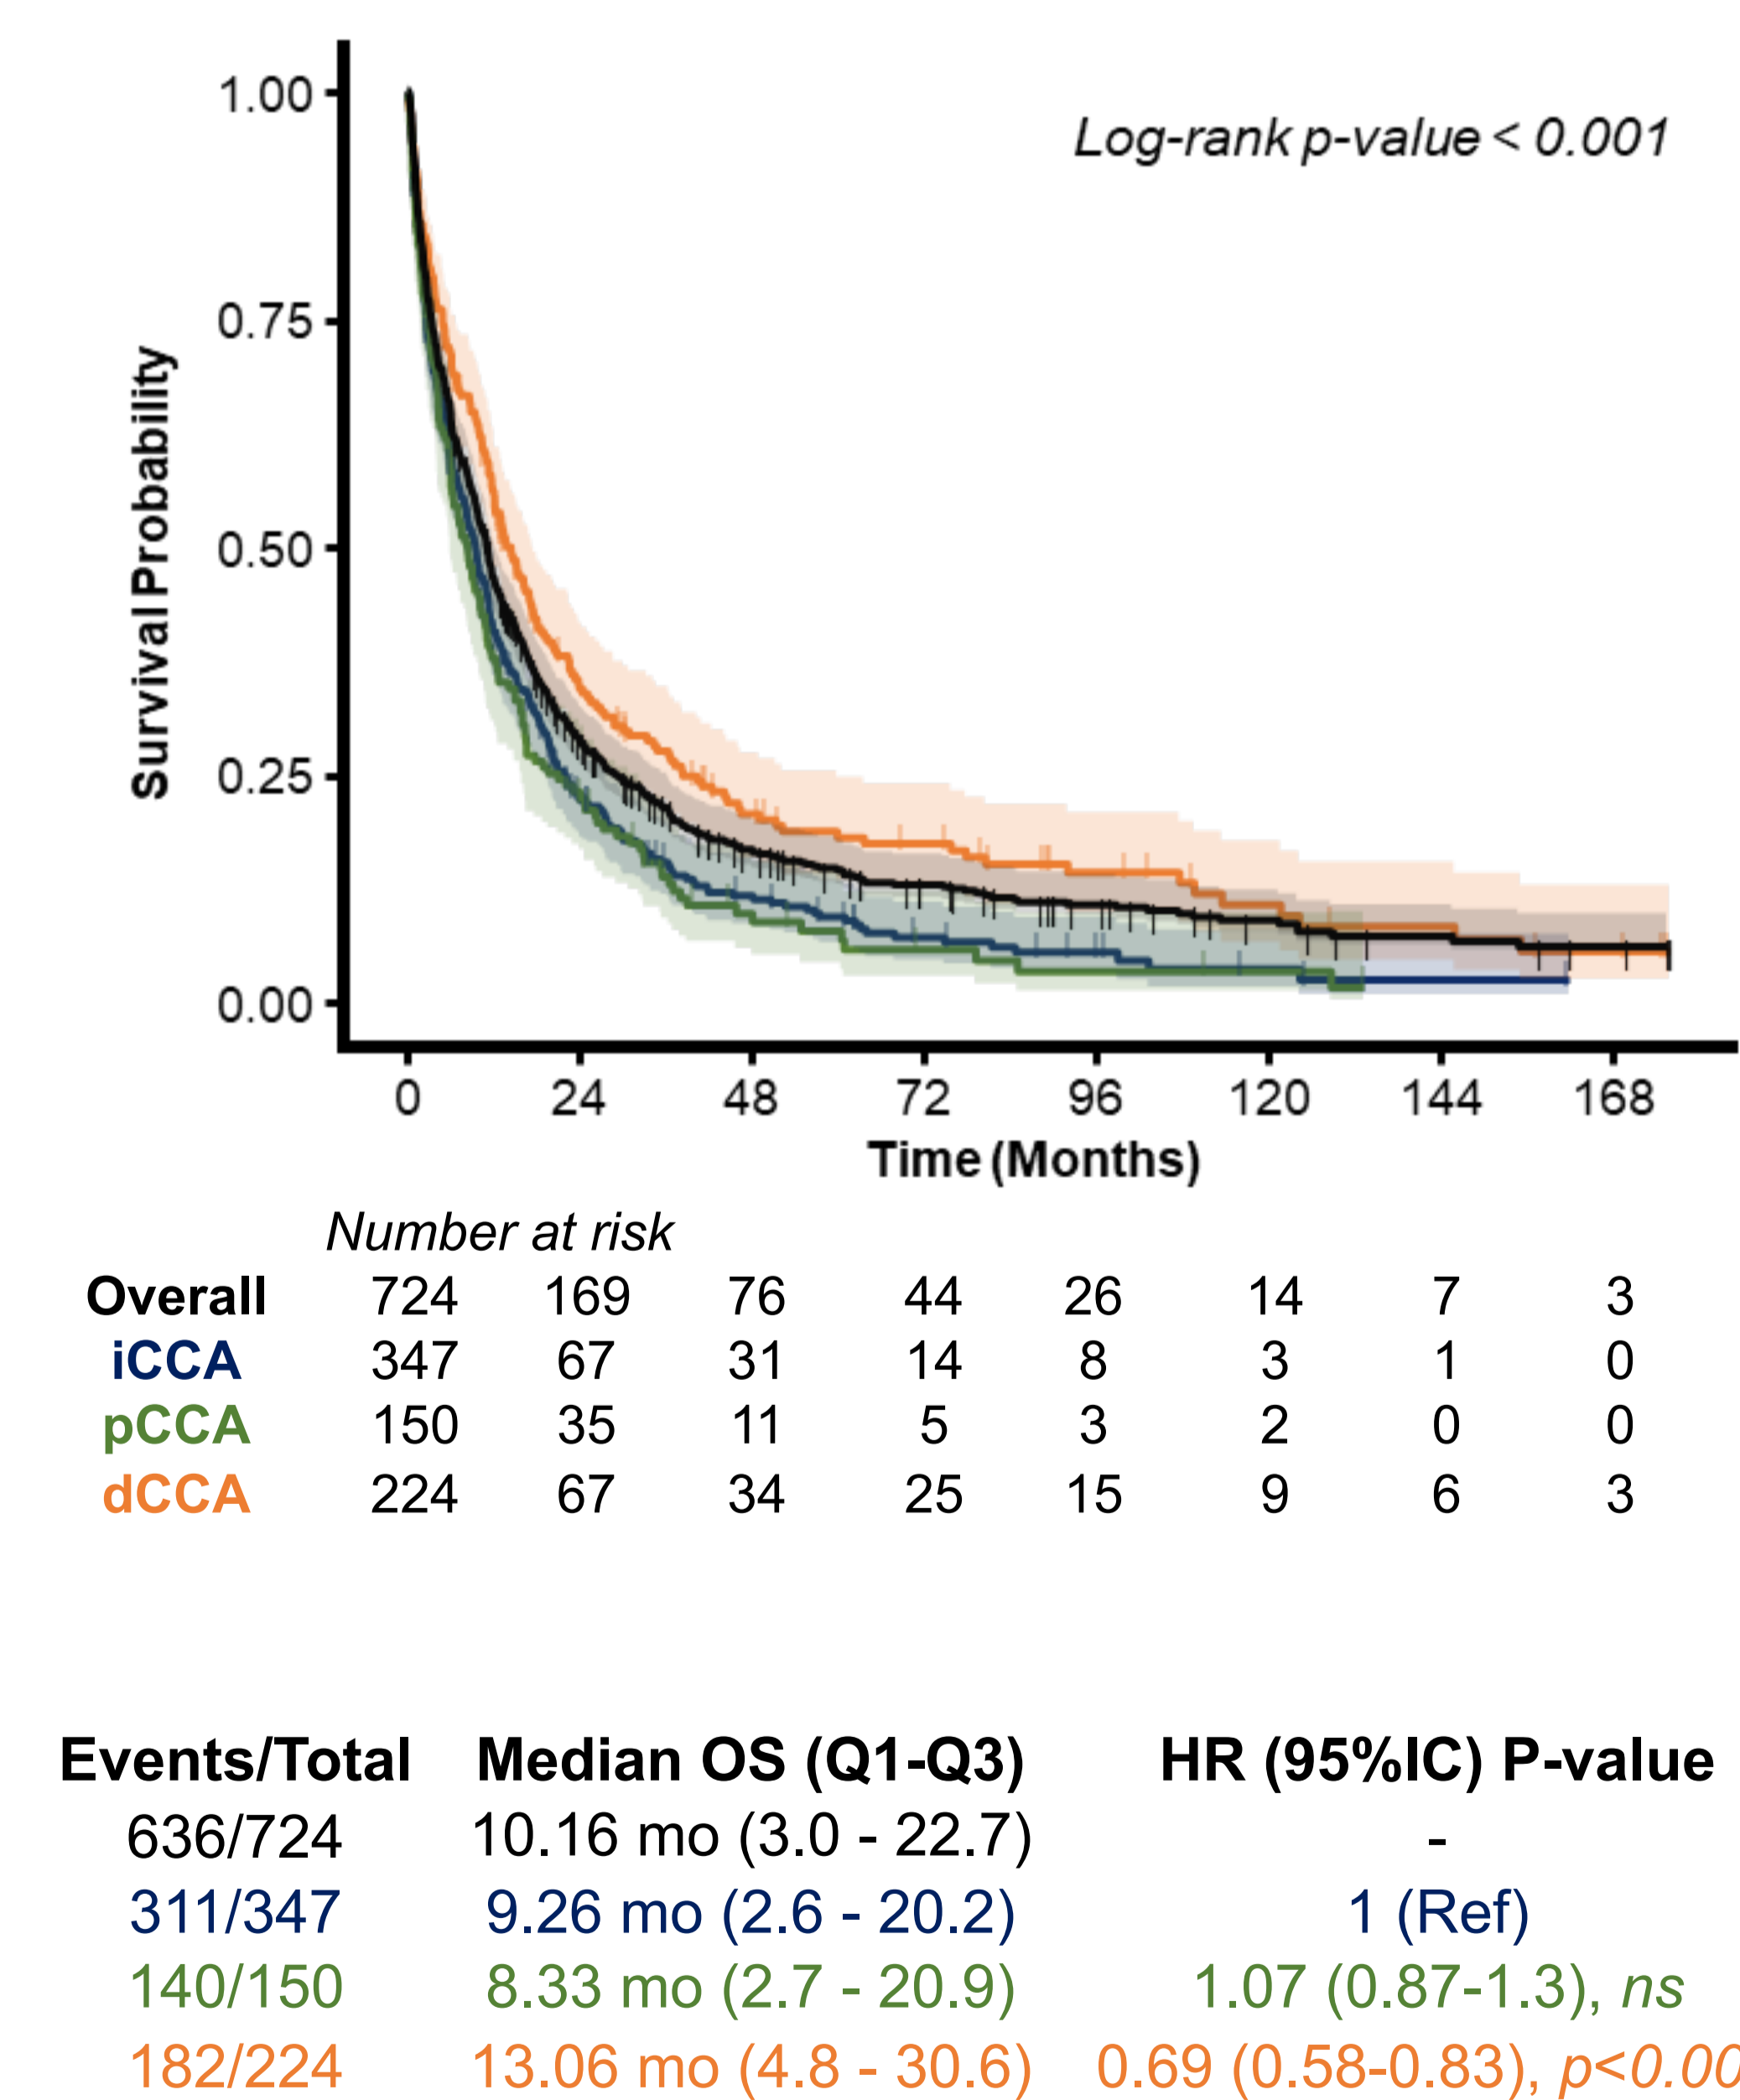 1.00
Log-rank p-value < 0.001
0.75
0.50
0.25
0.00
Survival Probability
0 24 48 72 96 120 144 168
Time (Months)
Number at risk
Overall 724 169 76 44 26 14 7 3
iCCA 347 67 31 14 8 3 1 0
pCCA 150 35 11 5 3 2 0 0
dCCA 224 67 34 25 15 9 6 3
Events/Total Median OS (Q1-Q3) HR (95%IC) P-value
636/724 10.16 mo (3.0 - 22.7) -
311/347 9.26 mo (2.6 - 20.2) 1 (Ref)
140/150 8.33 mo (2.7 - 20.9) 1.07 (0.87-1.3), ns
182/224 13.06 mo (4.8 - 30.6) 0.69 (0.58-0.83), p<0.00